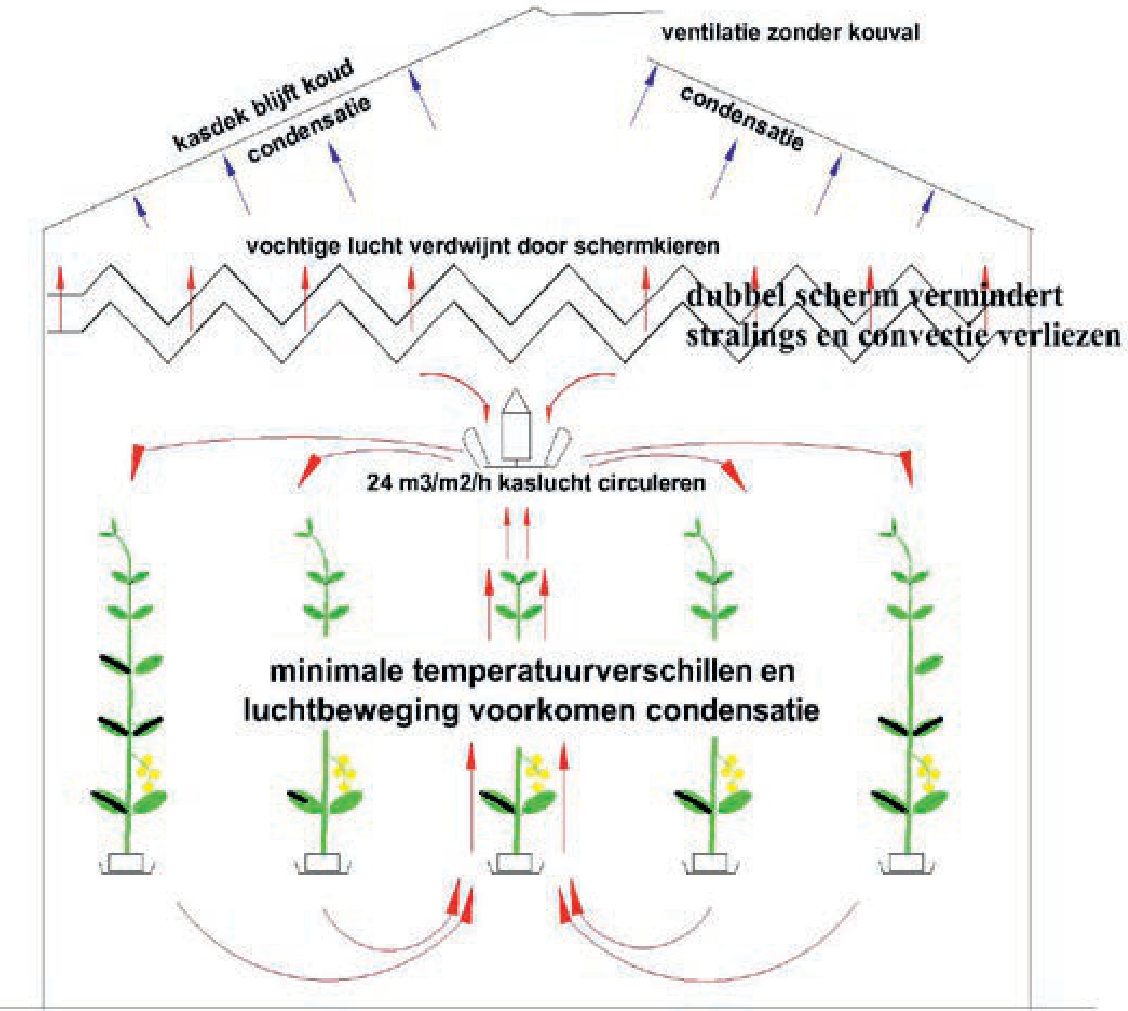 ventilatie zonder kouval
kasdek blijft koud
condensatie
condensatie
vochtige lucht verdwijnt door schermkieren
dubbel scherm vermindert
stralings en convectie verliezen
24 m3/m2/h kaslucht circuleren
minimale temperatuurverschillen en
luchtbeweging voorkomen condensatie